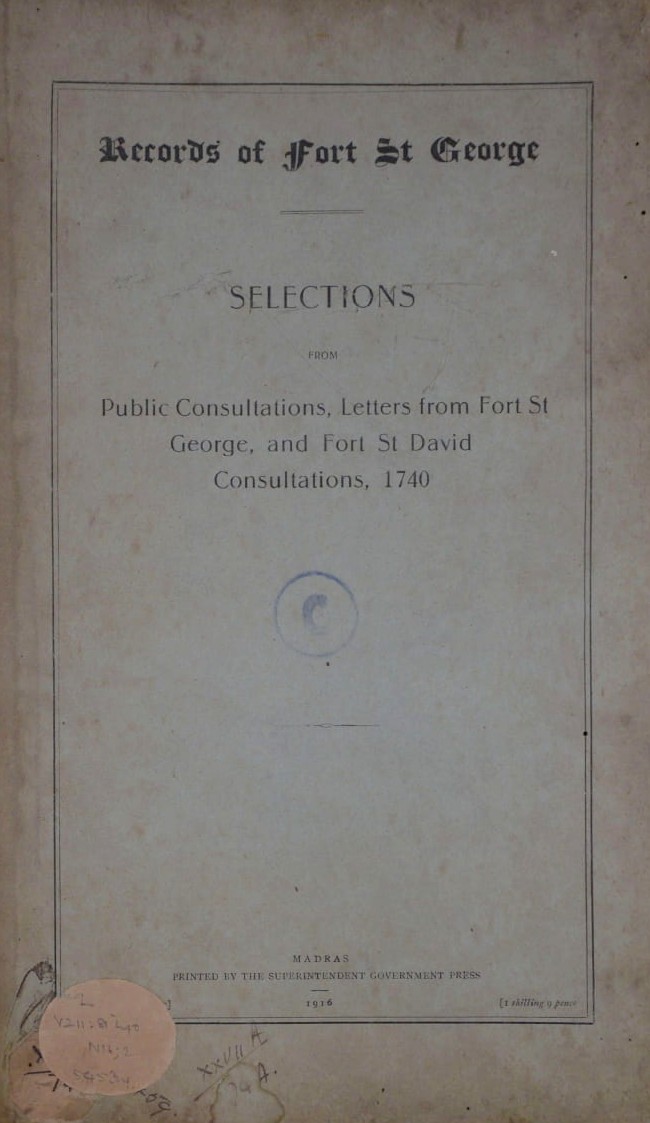 Records of Fort St George
SELECTIONS
FROM
Public Consultations, Letters from Fort St
George, and Fort St David
Consultations, 1740
C
MADRAS
PRINTED BY THE SUPERINTENDENT GOVERNMENT PRESS
1916
[1 shilling 9 pence
XXVII A
A.